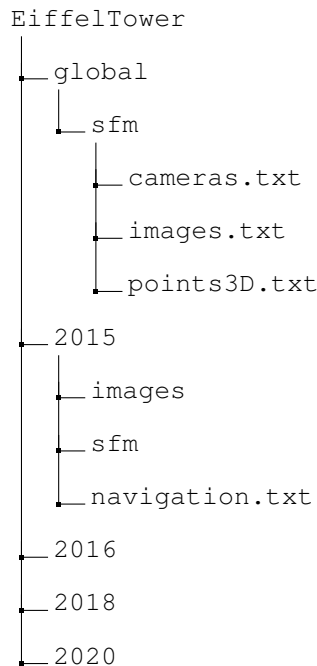 EiffelTower
global
sfm
cameras.txt
images.txt
points3D.txt
2015
images
sfm
navigation.txt
2016
2018
2020